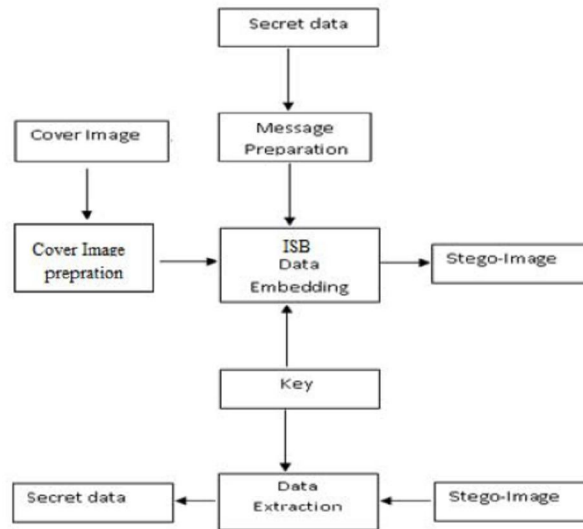 Secret data
Cover Image
Message
Preparation
Cover Image
prepration
ISB
Data
Embedding
Stego-Image
Key
Secret data
Data
Extraction
Stego-Image